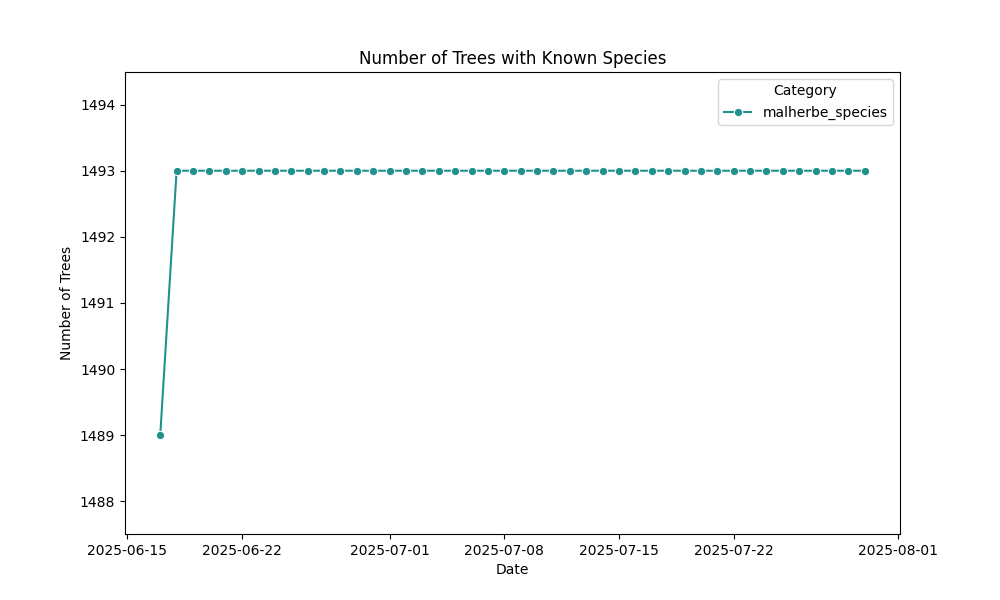 Number of Trees with Known Species
Category
malherbe_species
1494
1493
1492
1491
1490
1489
1488
Number of Trees
2025-06-15
2025-06-22
2025-07-01
2025-07-08
2025-07-15
2025-07-22
2025-08-01
Date